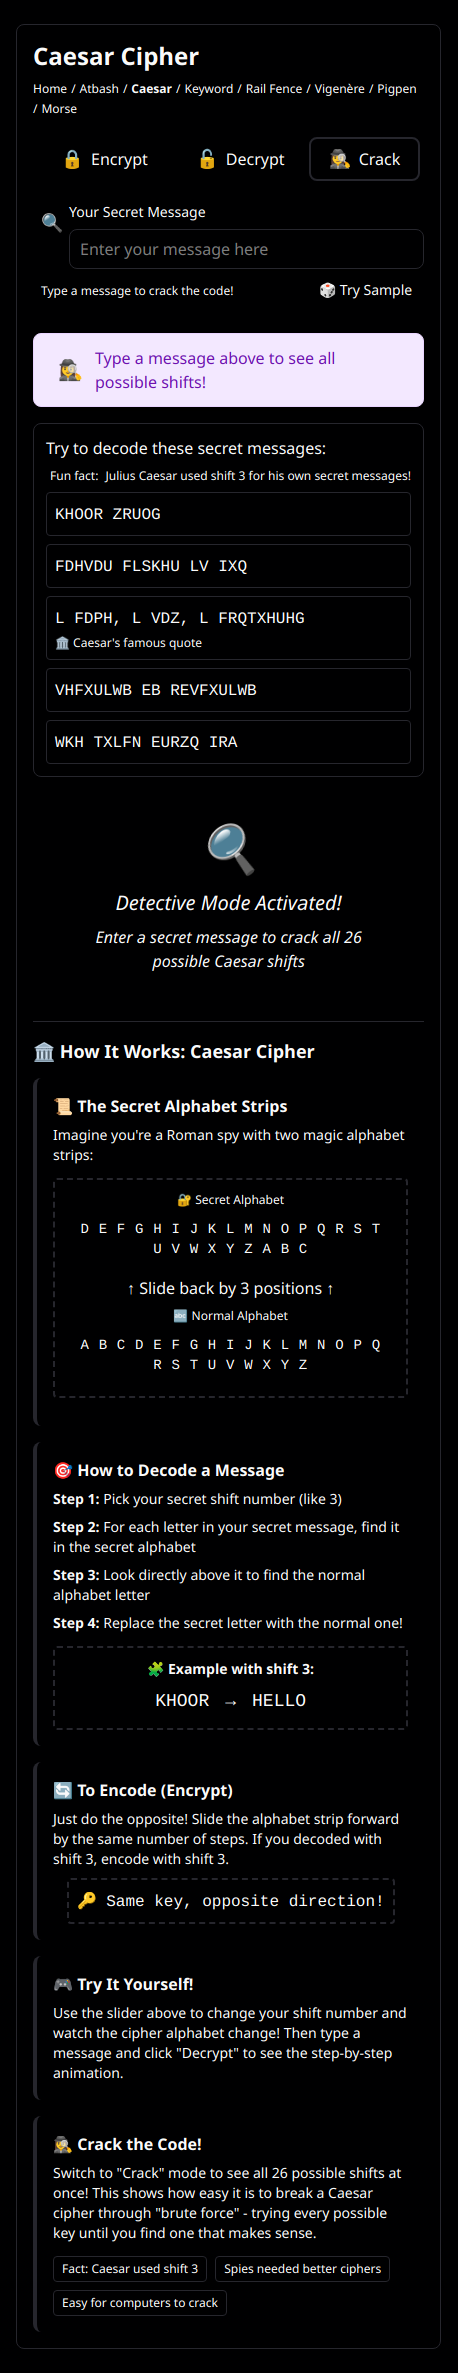 Caesar Cipher
Home / Atbash / Caesar / Keyword / Rail Fence / Vigenère / Pigpen
/ Morse
🔒 Encrypt
🔓 Decrypt
🕵️ Crack
🔍 Your Secret Message
Enter your message here
Type a message to crack the code!
🎲 Try Sample
🕵️ Type a message above to see all
possible shifts!
Try to decode these secret messages:
Fun fact: Julius Caesar used shift 3 for his own secret messages!
KHOOR ZRUOG
FDHVDU FLSKHU LV IXQ
L FDPH, L VDZ, L FRQTXHUHG
🏛️ Caesar's famous quote
VHFXULWB EB REVFXULWB
WKH TXLFN EURZQ IRA
🔍
Detective Mode Activated!
Enter a secret message to crack all 26
possible Caesar shifts
🏛️ How It Works: Caesar Cipher
📜 The Secret Alphabet Strips
Imagine you're a Roman spy with two magic alphabet
strips:
🔐 Secret Alphabet
D E F G H I J K L M N O P Q R S T
U V W X Y Z A B C
↑ Slide back by 3 positions ↑
🔤 Normal Alphabet
A B C D E F G H I J K L M N O P Q
R S T U V W X Y Z
🎯 How to Decode a Message
Step 1: Pick your secret shift number (like 3)
Step 2: For each letter in your secret message, find it
in the secret alphabet
Step 3: Look directly above it to find the normal
alphabet letter
Step 4: Replace the secret letter with the normal one!
🧩 Example with shift 3:
KHOOR → HELLO
🔄 To Encode (Encrypt)
Just do the opposite! Slide the alphabet strip forward
by the same number of steps. If you decoded with
shift 3, encode with shift 3.
🔑 Same key, opposite direction!
🎮 Try It Yourself!
Use the slider above to change your shift number and
watch the cipher alphabet change! Then type a
message and click "Decrypt" to see the step-by-step
animation.
🕵️ Crack the Code!
Switch to "Crack" mode to see all 26 possible shifts at
once! This shows how easy it is to break a Caesar
cipher through "brute force" - trying every possible
key until you find one that makes sense.
Fact: Caesar used shift 3
Spies needed better ciphers
Easy for computers to crack